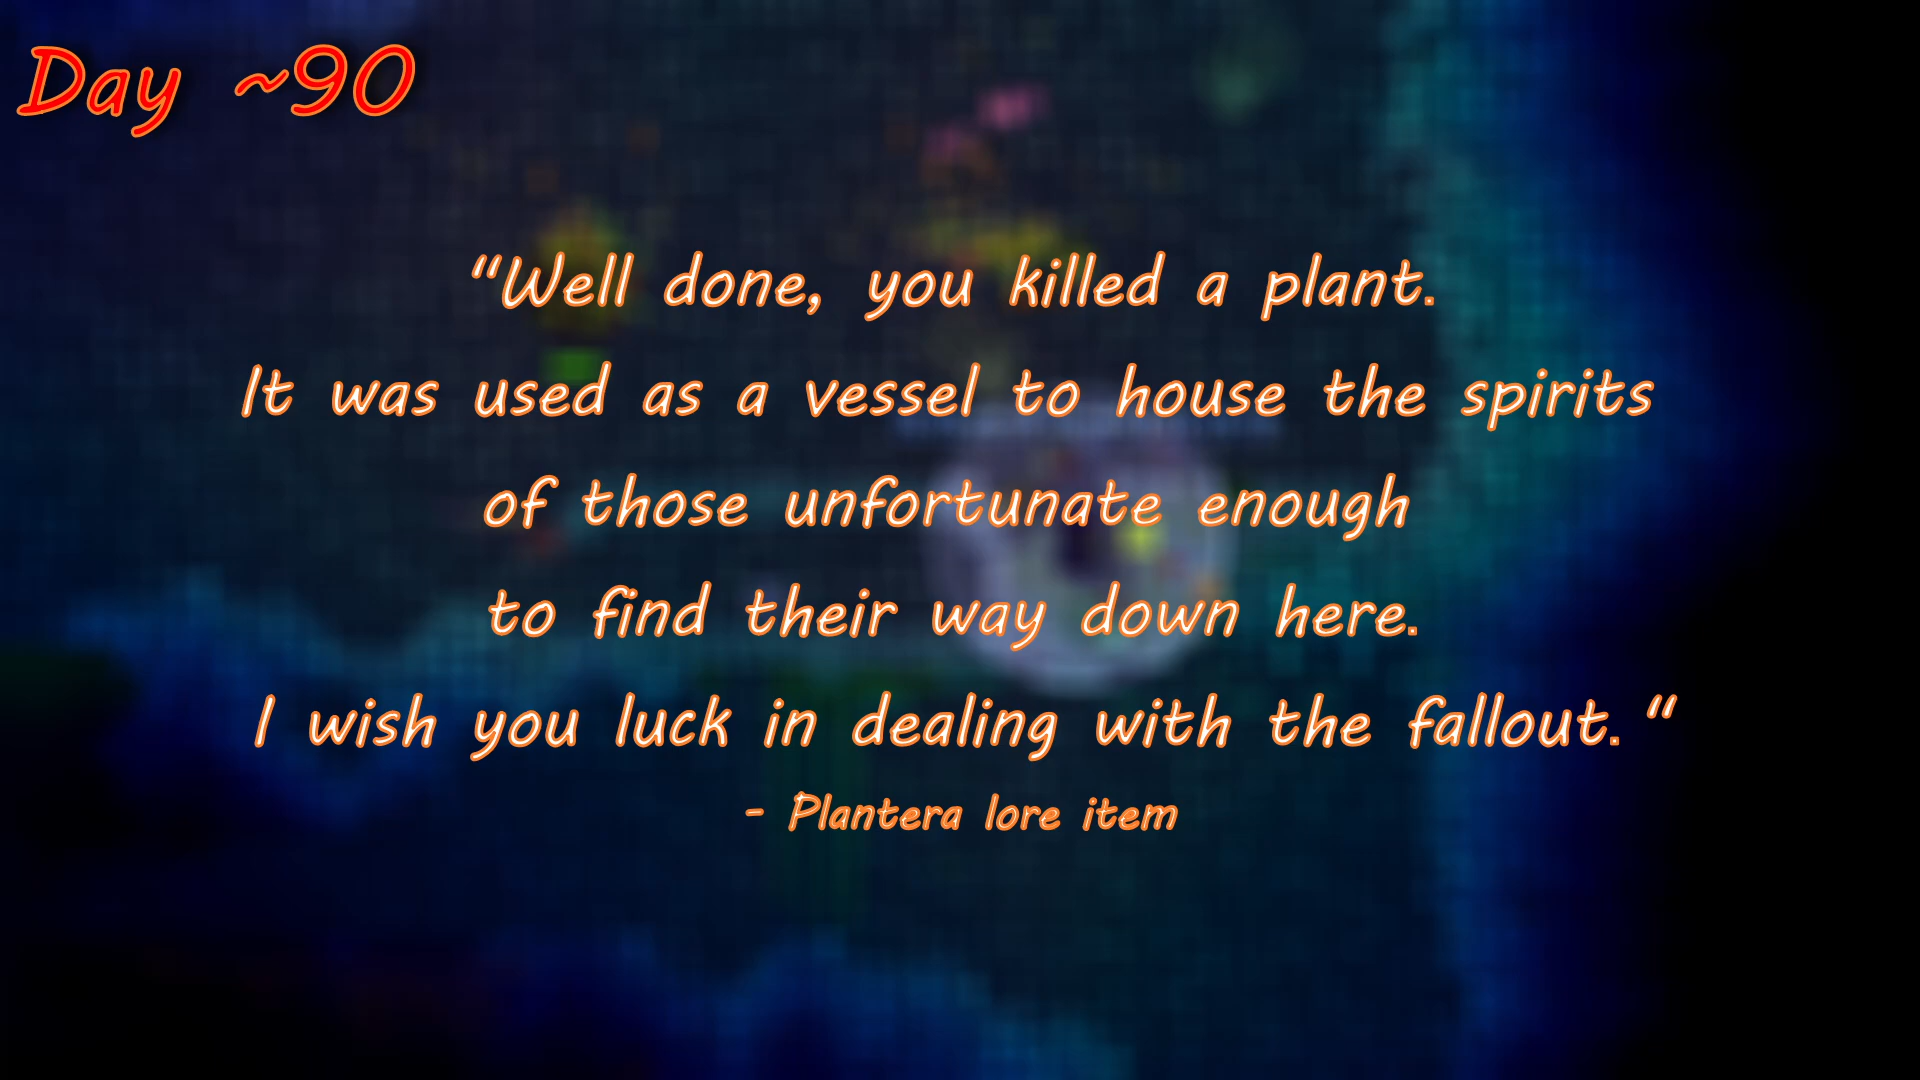 Day ~90
"Well done, you killed a plant.
It was used as a vessel to house the spirits
of those unfortunate enough
to find their way down here.
I wish you luck in dealing with the fallout. "
- Plantera lore item